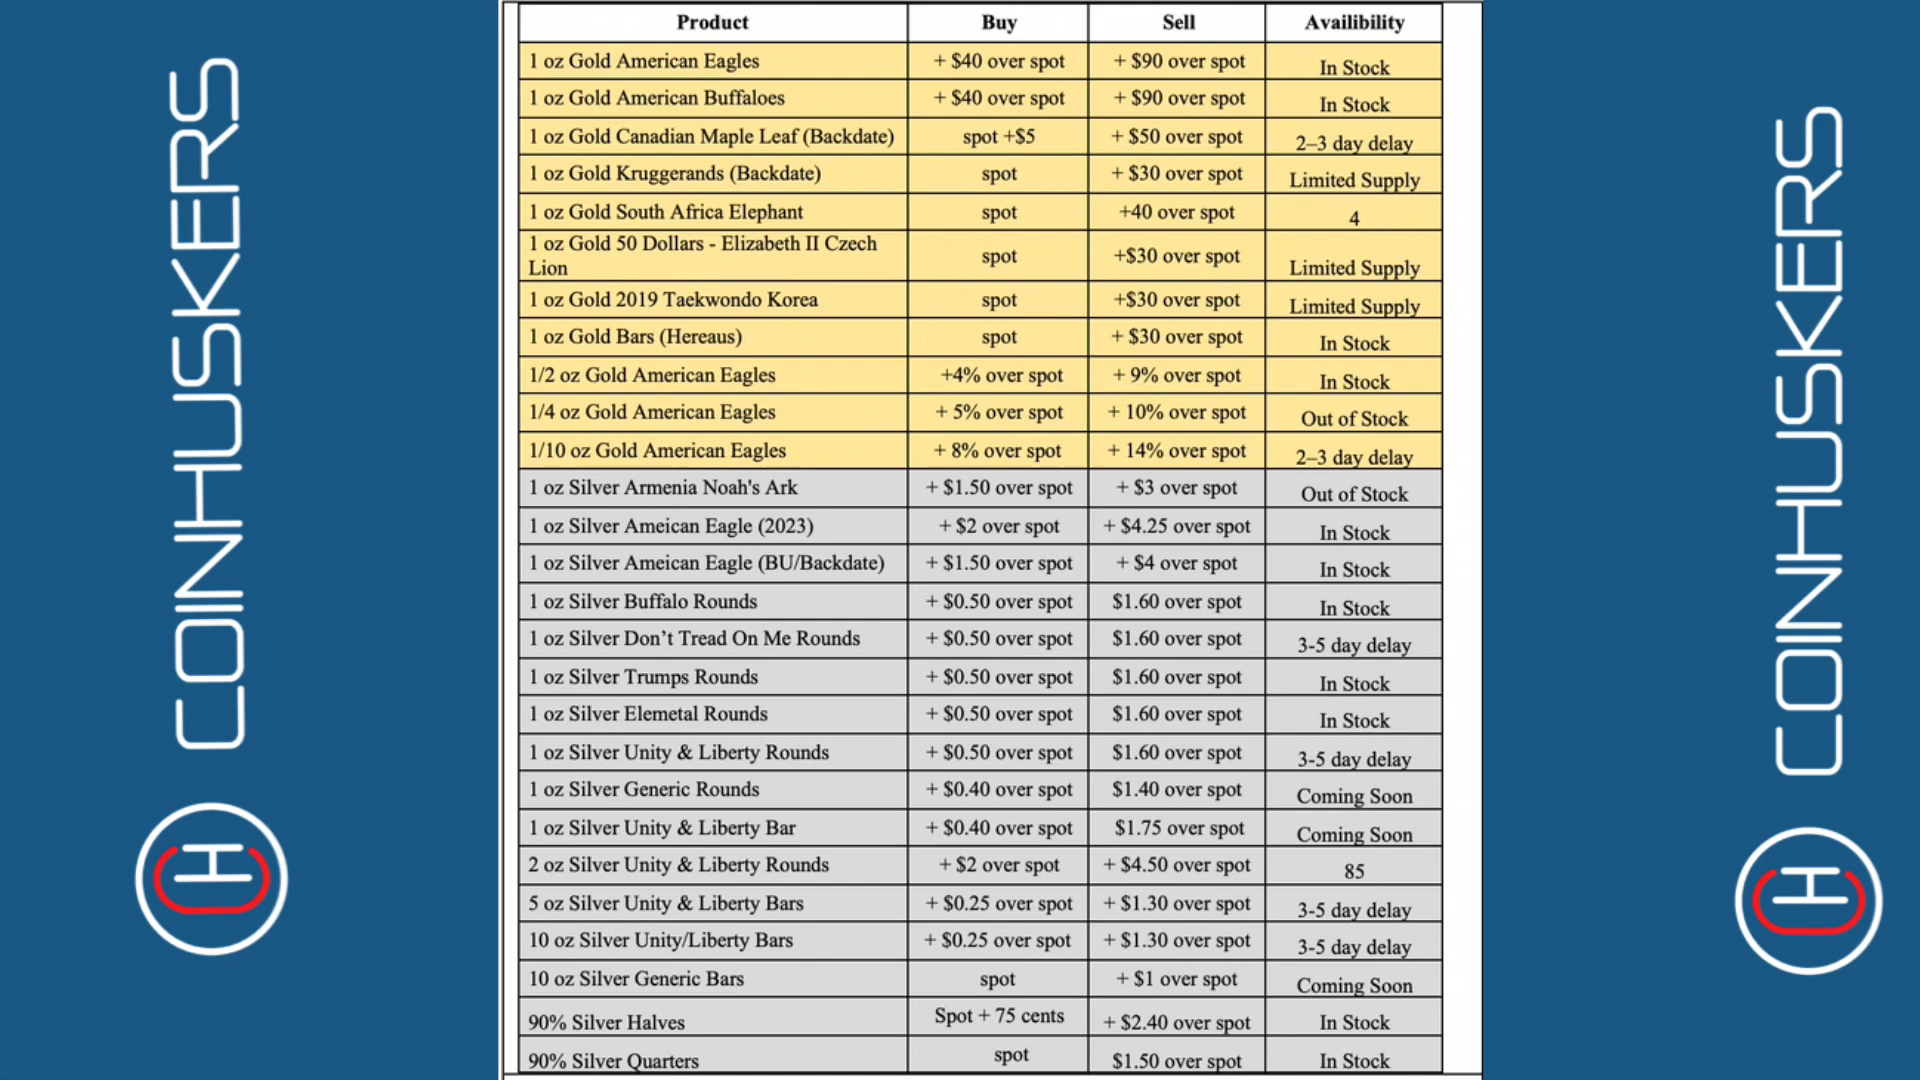 COINHUSKERS
Product Buy Sell Availibility
1 oz Gold American Eagles + $40 over spot + $90 over spot In Stock
1 oz Gold American Buffaloes + $40 over spot + $90 over spot In Stock
1 oz Gold Canadian Maple Leaf (Backdate) spot +$5 + $50 over spot 2–3 day delay
1 oz Gold Kruggerands (Backdate) spot + $30 over spot Limited Supply
1 oz Gold South Africa Elephant spot +40 over spot 4
1 oz Gold 50 Dollars - Elizabeth II Czech
Lion spot +$30 over spot Limited Supply
1 oz Gold 2019 Taekwondo Korea spot +$30 over spot Limited Supply
1 oz Gold Bars (Hereaus) spot + $30 over spot In Stock
1/2 oz Gold American Eagles +4% over spot + 9% over spot In Stock
1/4 oz Gold American Eagles + 5% over spot + 10% over spot Out of Stock
1/10 oz Gold American Eagles + 8% over spot + 14% over spot 2–3 day delay
1 oz Silver Armenia Noah's Ark + $1.50 over spot + $3 over spot Out of Stock
1 oz Silver Ameican Eagle (2023) + $2 over spot + $4.25 over spot In Stock
1 oz Silver Ameican Eagle (BU/Backdate) + $1.50 over spot + $4 over spot In Stock
1 oz Silver Buffalo Rounds + $0.50 over spot $1.60 over spot In Stock
1 oz Silver Don’t Tread On Me Rounds + $0.50 over spot $1.60 over spot 3-5 day delay
1 oz Silver Trumps Rounds + $0.50 over spot $1.60 over spot In Stock
1 oz Silver Elemetal Rounds + $0.50 over spot $1.60 over spot In Stock
1 oz Silver Unity & Liberty Rounds + $0.50 over spot $1.60 over spot 3-5 day delay
1 oz Silver Generic Rounds + $0.40 over spot $1.40 over spot Coming Soon
1 oz Silver Unity & Liberty Bar + $0.40 over spot $1.75 over spot Coming Soon
2 oz Silver Unity & Liberty Rounds + $2 over spot + $4.50 over spot 85
5 oz Silver Unity & Liberty Bars + $0.25 over spot + $1.30 over spot 3-5 day delay
10 oz Silver Unity/Liberty Bars + $0.25 over spot + $1.30 over spot 3-5 day delay
10 oz Silver Generic Bars spot + $1 over spot Coming Soon
90% Silver Halves Spot + 75 cents + $2.40 over spot In Stock
90% Silver Quarters spot $1.50 over spot In Stock
COINHUSKERS